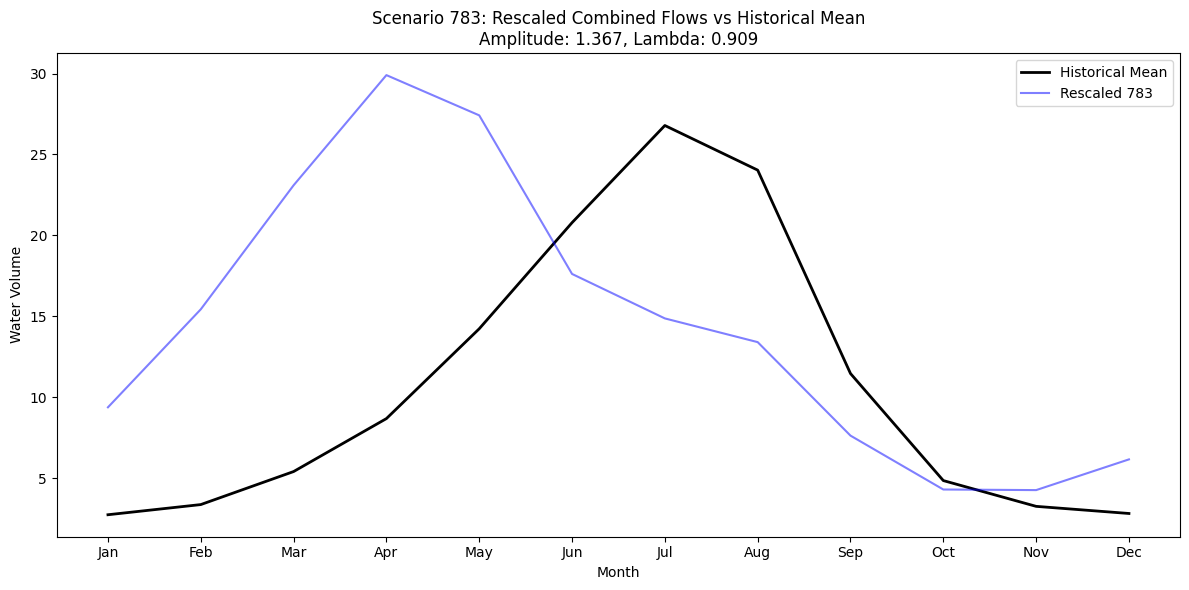 Scenario 783: Rescaled Combined Flows vs Historical Mean
Amplitude: 1.367, Lambda: 0.909
Historical Mean
Rescaled 783
Water Volume
30
25
20
15
10
5
Jan Feb Mar Apr May Jun Jul Aug Sep Oct Nov Dec
Month